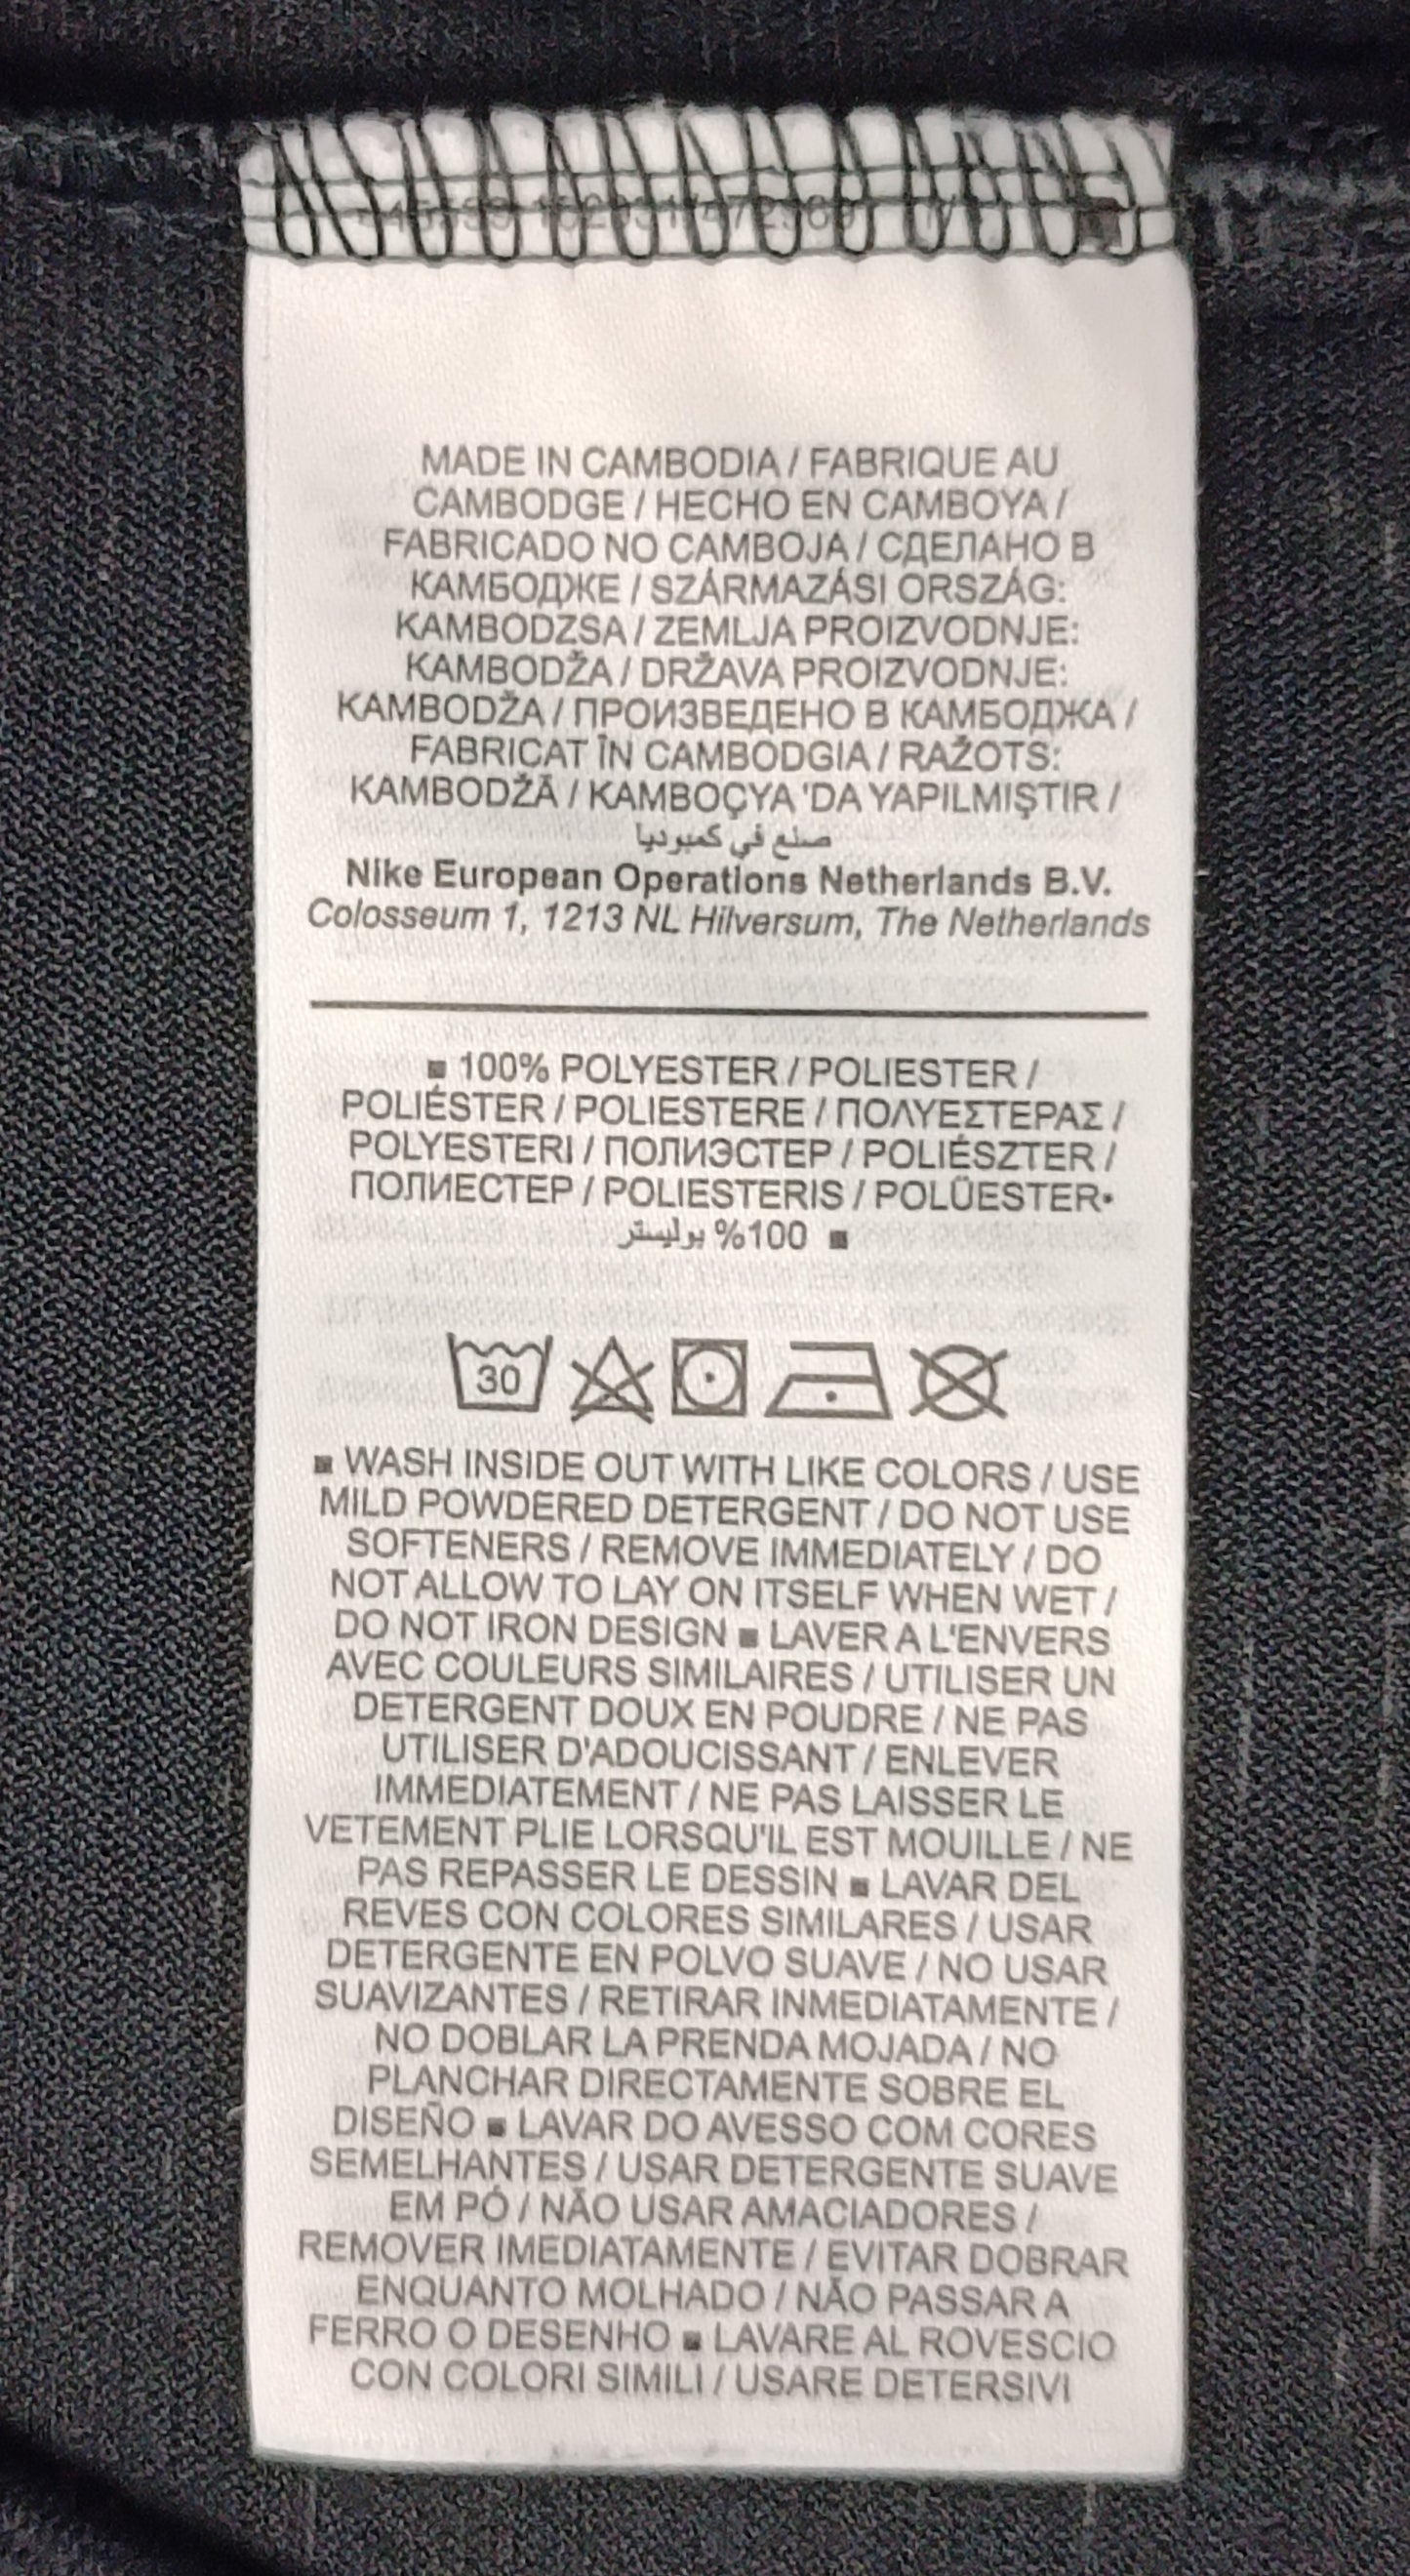 MADE IN CAMBODIA / FABRIQUE AU
CAMBODGE / HECHO EN CAMBOYA /
FABRICADO NO CAMBOJA / СДЕЛАНО В
КАМБОДЖЕ / SZÁRMAZÁSI ORSZÁG:
KAMBODZSA / ZEMLJA PROIZVODNJE:
KAMBODŽA / DRŽAVA PROIZVODNJE:
KAMBODŽA / ПРОИЗВЕДЕНО В КАМБОДЖА /
FABRICAT ÎN CAMBODGIA / RAŽOTS:
KAMBODŽĀ / KAMBOÇYA 'DA YAPILMIŞTIR /
صنع في كمبوديا
Nike European Operations Netherlands B.V.
Colosseum 1, 1213 NL Hilversum, The Netherlands
■ 100% POLYESTER / POLIESTER /
POLIÉSTER / POLIESTERE / ΠΟΛΥΕΣΤΕΡΑΣ /
POLYESTERI / ПОЛИЭСТЕР / POLIÉSZTER /
ПОЛИЕСТЕР / POLIESTERIS / POLÜESTER•
■ 100% بوليستر
30
■ WASH INSIDE OUT WITH LIKE COLORS / USE
MILD POWDERED DETERGENT / DO NOT USE
SOFTENERS / REMOVE IMMEDIATELY / DO
NOT ALLOW TO LAY ON ITSELF WHEN WET /
DO NOT IRON DESIGN ■ LAVER A L'ENVERS
AVEC COULEURS SIMILAIRES / UTILISER UN
DETERGENT DOUX EN POUDRE / NE PAS
UTILISER D'ADOUCISSANT / ENLEVER
IMMEDIATEMENT / NE PAS LAISSER LE
VETEMENT PLIE LORSQU'IL EST MOUILLE / NE
PAS REPASSER LE DESSIN ■ LAVAR DEL
REVES CON COLORES SIMILARES / USAR
DETERGENTE EN POLVO SUAVE / NO USAR
SUAVIZANTES / RETIRAR INMEDIATAMENTE /
NO DOBLAR LA PRENDA MOJADA / NO
PLANCHAR DIRECTAMENTE SOBRE EL
DISEÑO ■ LAVAR DO AVESSO COM CORES
SEMELHANTES / USAR DETERGENTE SUAVE
EM PÓ / NÃO USAR AMACIADORES /
REMOVER IMEDIATAMENTE / EVITAR DOBRAR
ENQUANTO MOLHADO / NÃO PASSAR A
FERRO O DESENHO ■ LAVARE AL ROVESCIO
CON COLORI SIMILI / USARE DETERSIVI